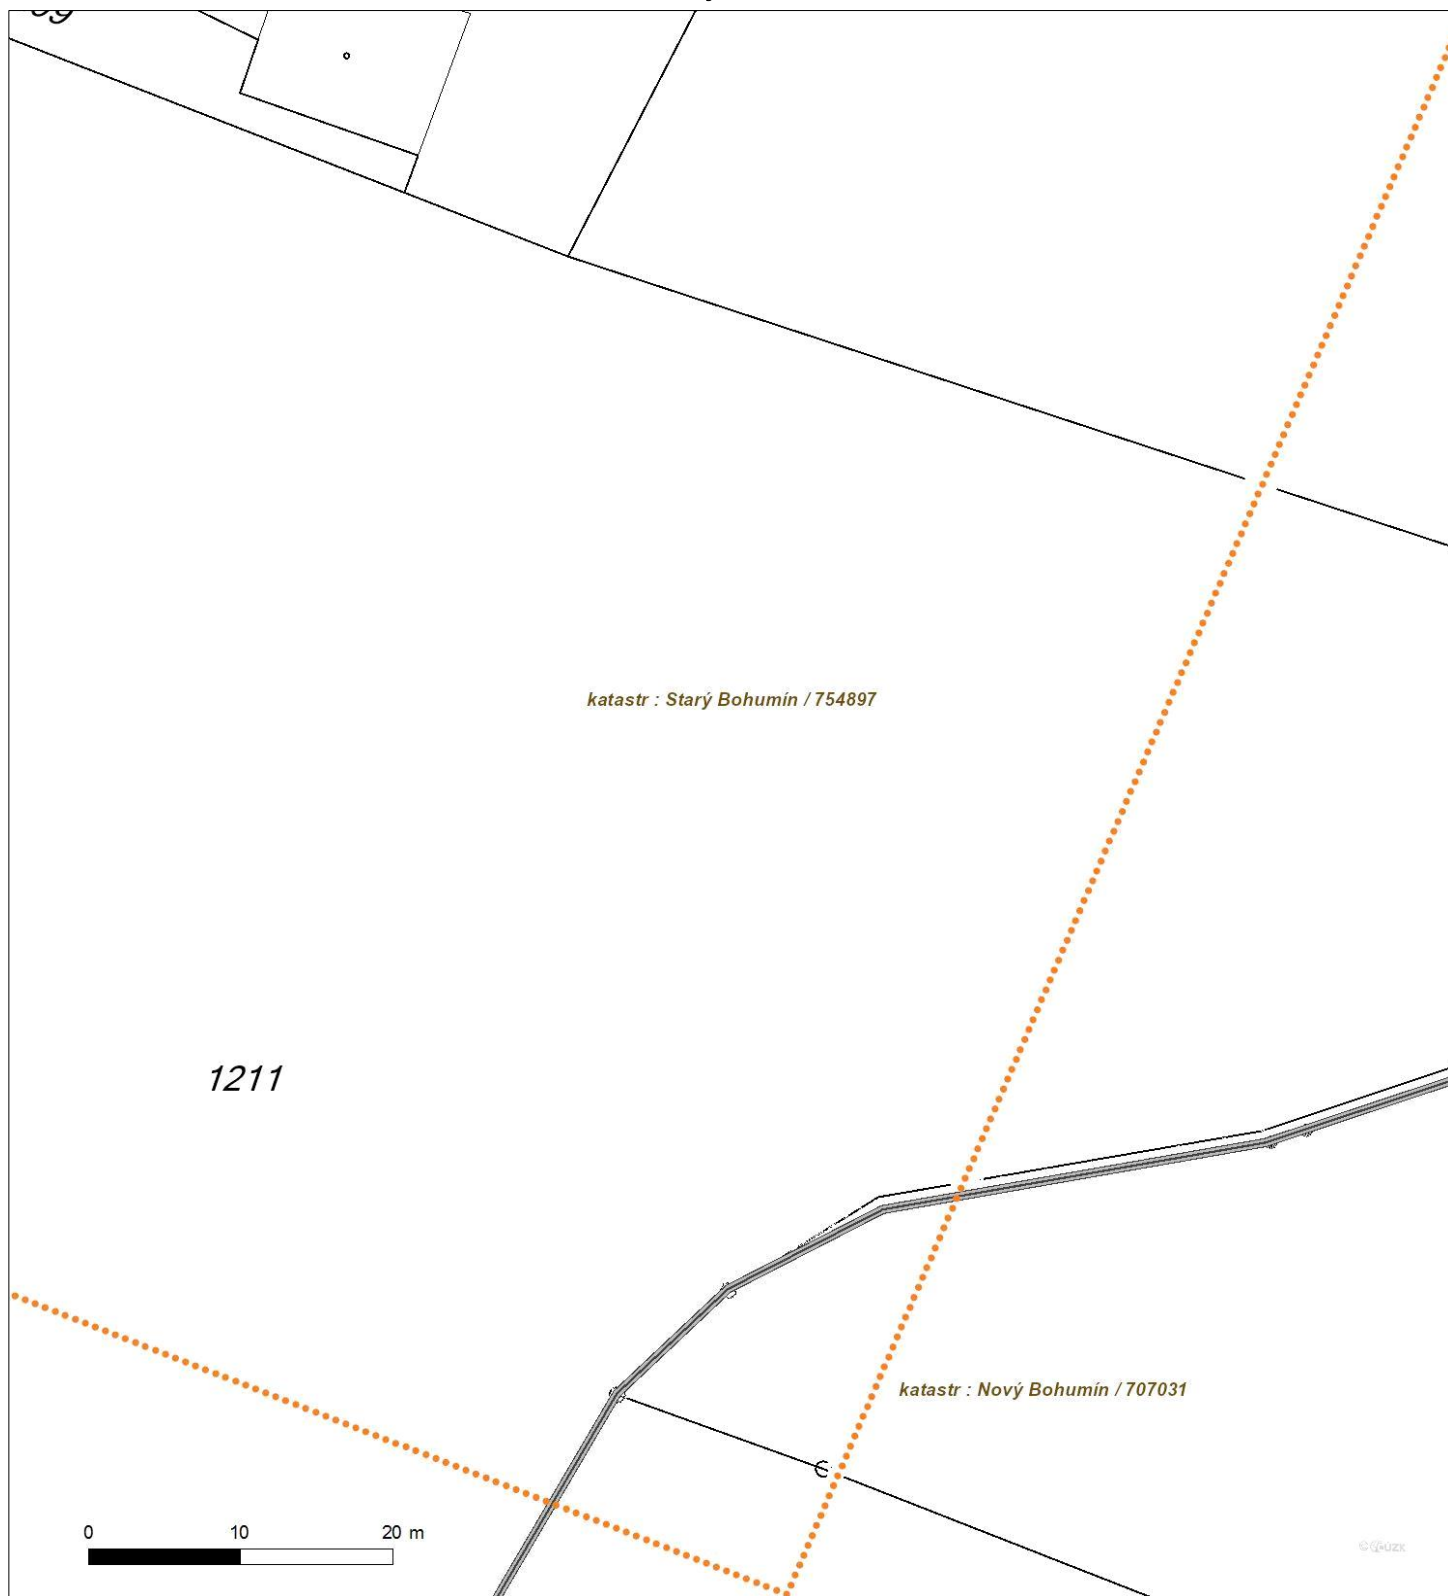 katastr : Starý Bohumín / 754897
1211
katastr : Nový Bohumín / 707031
0 10 20 m